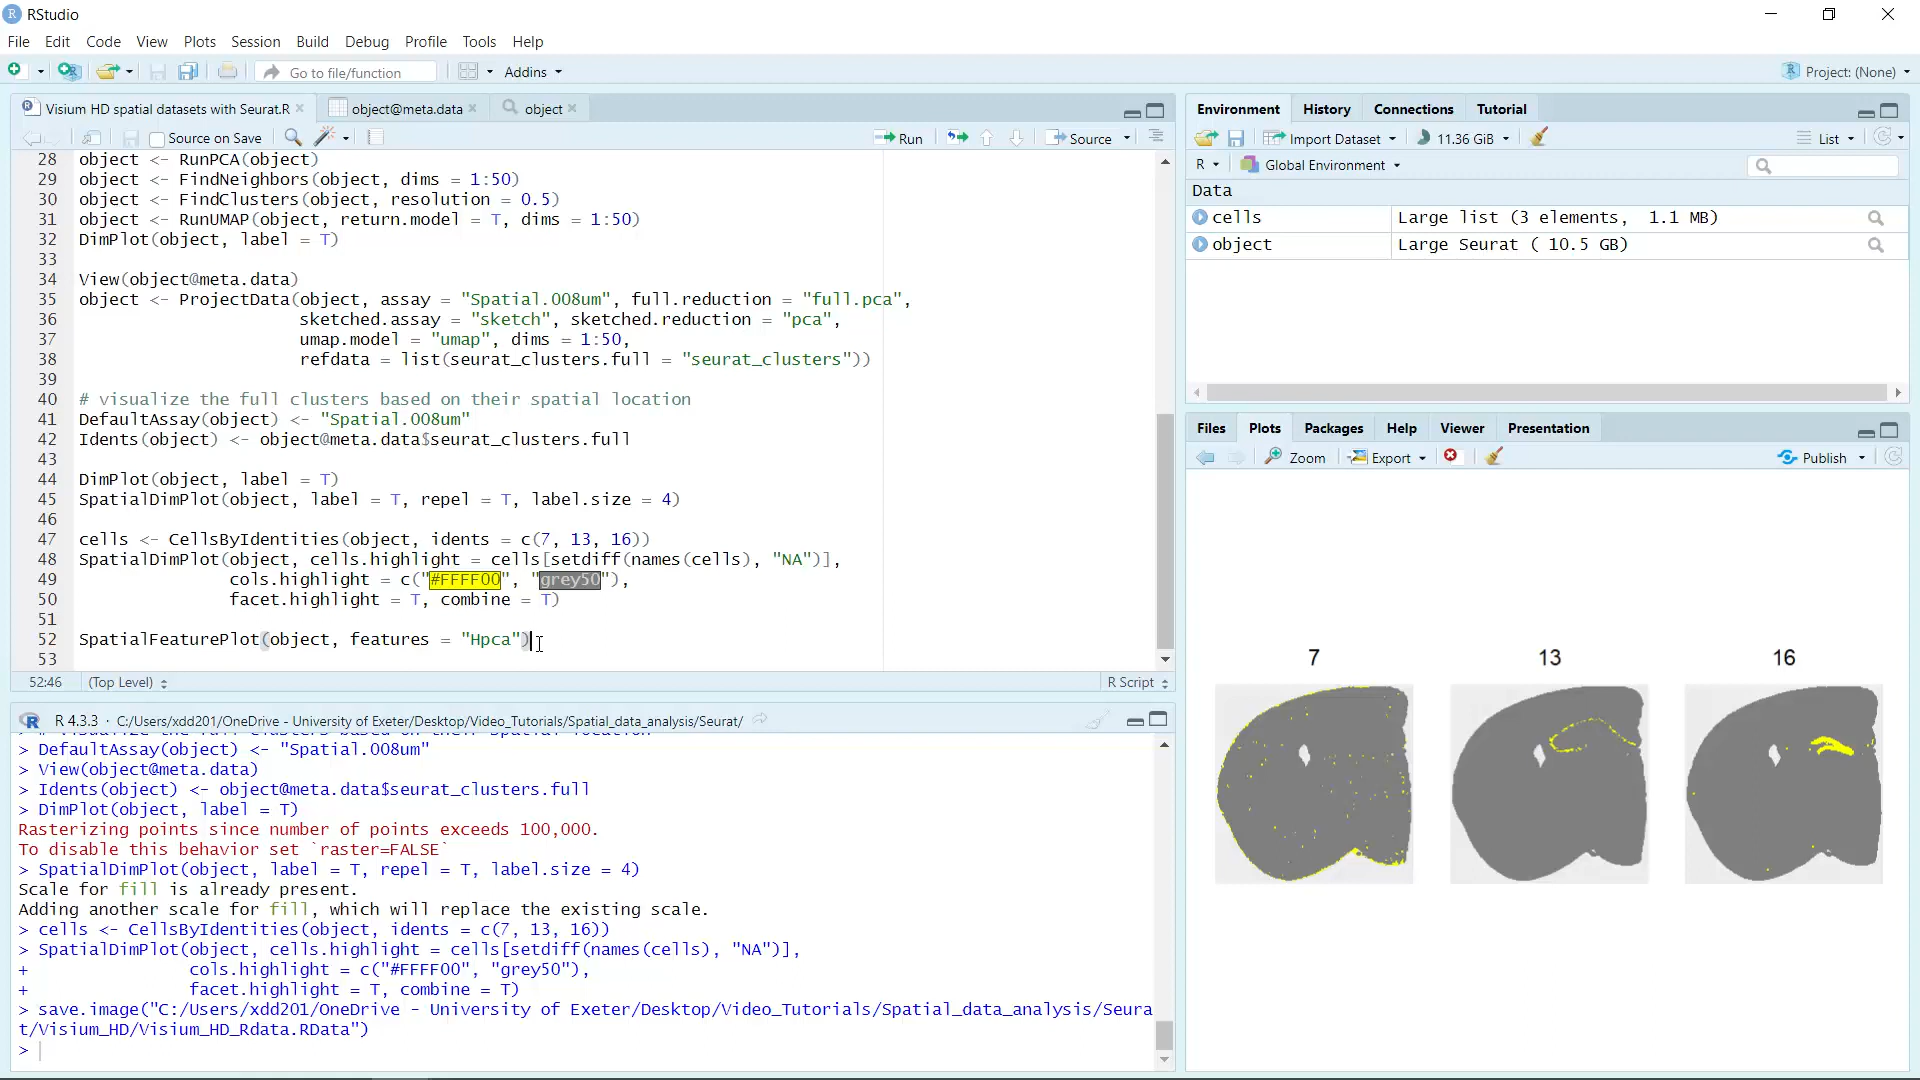 RStudio
File Edit Code View Plots Session Build Debug Profile Tools Help
Go to file/function Addins Project: (None)
Visium HD spatial datasets with Seurat.R object@meta.data object
Source on Save Run Source
28 object <- RunPCA(object)
29 object <- FindNeighbors(object, dims = 1:50)
30 object <- FindClusters(object, resolution = 0.5)
31 object <- RunUMAP(object, return.model = T, dims = 1:50)
32 DimPlot(object, label = T)
33
34 View(object@meta.data)
35 object <- ProjectData(object, assay = "Spatial.008um", full.reduction = "full.pca",
36 sketched.assay = "sketch", sketched.reduction = "pca",
37 umap.model = "umap", dims = 1:50,
38 refdata = list(seurat_clusters.full = "seurat_clusters"))
39
40 # visualize the full clusters based on their spatial location
41 DefaultAssay(object) <- "Spatial.008um"
42 Idents(object) <- object@meta.data$seurat_clusters.full
43
44 DimPlot(object, label = T)
45 SpatialDimPlot(object, label = T, repel = T, label.size = 4)
46
47 cells <- CellsByIdentities(object, idents = c(7, 13, 16))
48 SpatialDimPlot(object, cells.highlight = cells[setdiff(names(cells), "NA")],
49 cols.highlight = c("#FFFF00", "grey50"),
50 facet.highlight = T, combine = T)
51
52 SpatialFeaturePlot(object, features = "Hpca")
53
52:46 (Top Level) R Script
R 4.3.3 · C:/Users/xdd201/OneDrive - University of Exeter/Desktop/Video_Tutorials/Spatial_data_analysis/Seurat/
> DefaultAssay(object) <- "Spatial.008um"
> View(object@meta.data)
> Idents(object) <- object@meta.data$seurat_clusters.full
> DimPlot(object, label = T)
Rasterizing points since number of points exceeds 100,000.
To disable this behavior set `raster=FALSE`
> SpatialDimPlot(object, label = T, repel = T, label.size = 4)
Scale for fill is already present.
Adding another scale for fill, which will replace the existing scale.
> cells <- CellsByIdentities(object, idents = c(7, 13, 16))
> SpatialDimPlot(object, cells.highlight = cells[setdiff(names(cells), "NA")],
+ cols.highlight = c("#FFFF00", "grey50"),
+ facet.highlight = T, combine = T)
> save.image("C:/Users/xdd201/OneDrive - University of Exeter/Desktop/Video_Tutorials/Spatial_data_analysis/Seura
t/Visium_HD/Visium_HD_Rdata.RData")
>
Environment History Connections Tutorial
Import Dataset 11.36 GiB List
R Global Environment
Data
cells Large list (3 elements, 1.1 MB)
object Large Seurat ( 10.5 GB)
Files Plots Packages Help Viewer Presentation
Zoom Export Publish
7 13 16